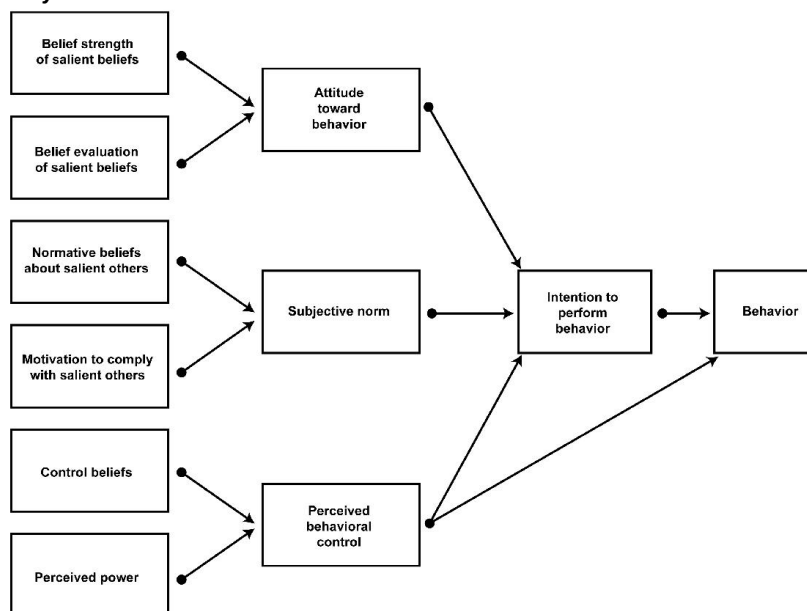 Belief strength
of salient beliefs
Belief evaluation
of salient beliefs
Normative beliefs
about salient others
Motivation to comply
with salient others
Control beliefs
Perceived power
Attitude
toward
behavior
Subjective norm
Perceived
behavioral
control
Intention to
perform
behavior
Behavior